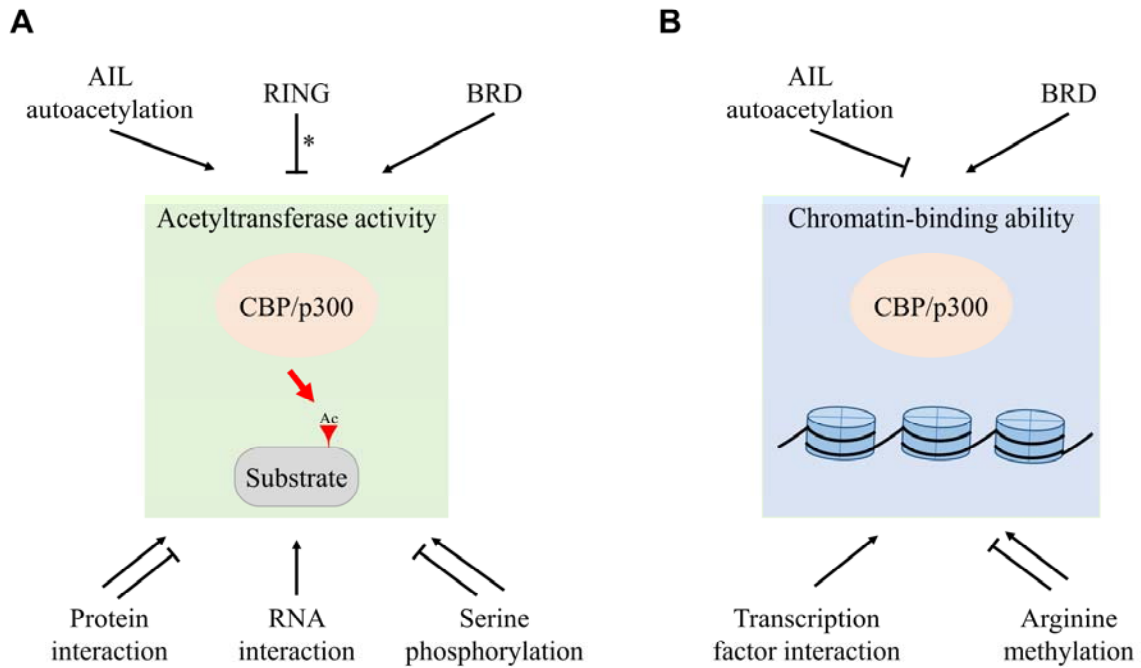 A
AIL
autoacetylation
RING
*
BRD
Acetyltransferase activity
CBP/p300
Ac
Substrate
Protein
interaction
RNA
interaction
Serine
phosphorylation
B
AIL
autoacetylation
BRD
Chromatin-binding ability
CBP/p300
Transcription
factor interaction
Arginine
methylation